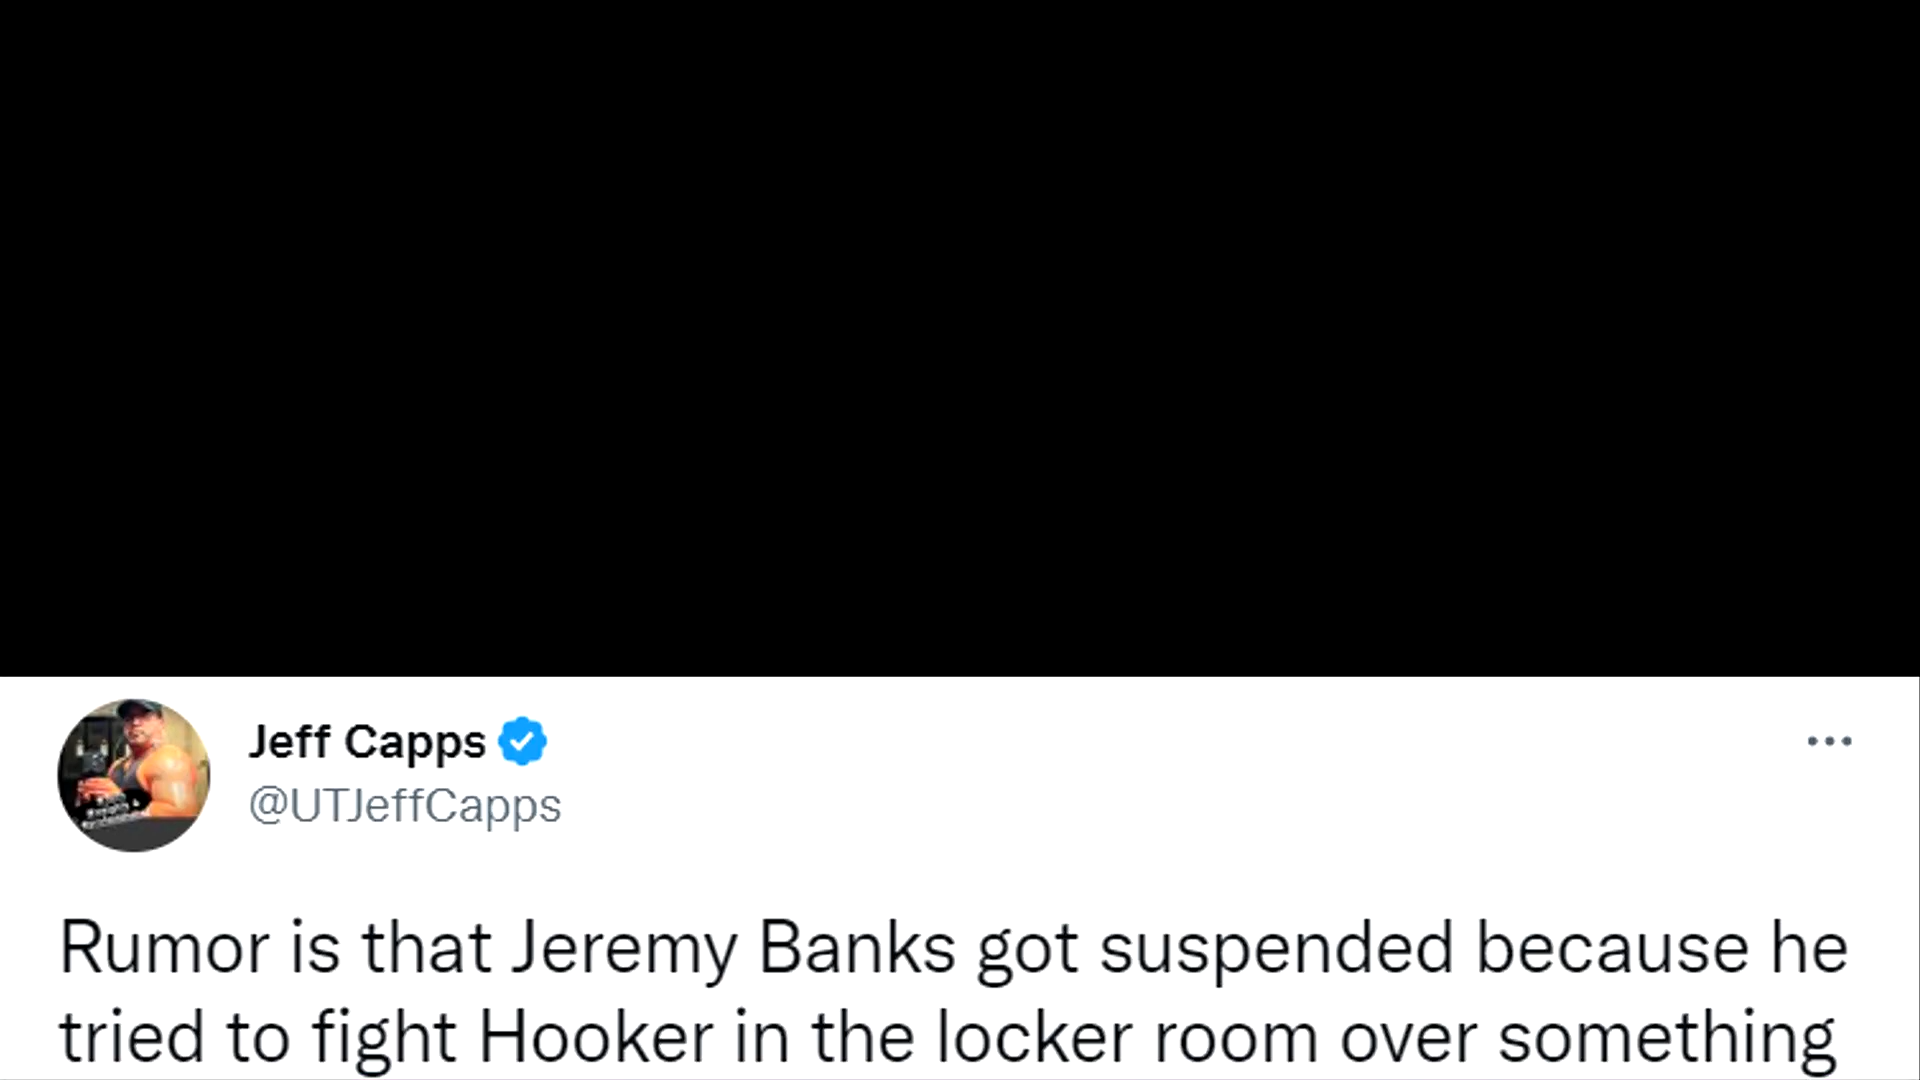 Jeff Capps
@UTJeffCapps
Rumor is that Jeremy Banks got suspended because he
tried to fight Hooker in the locker room over something